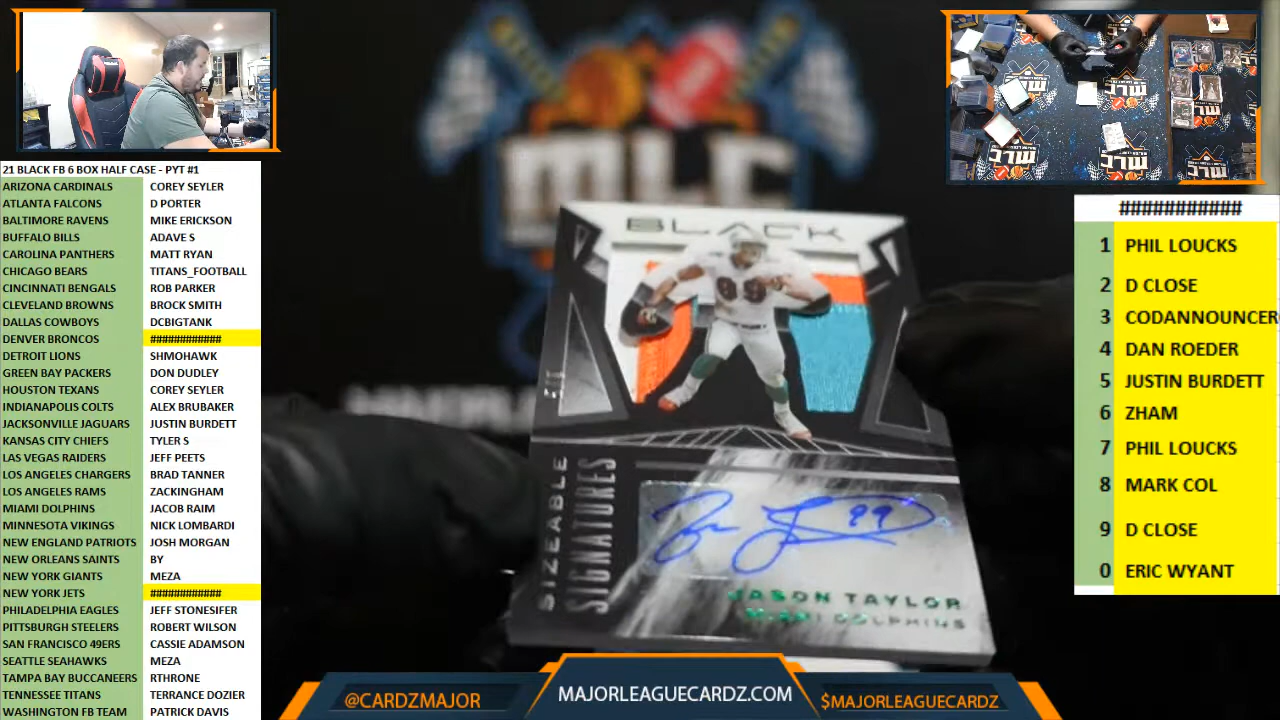 21 BLACK FB 6 BOX HALF CASE - PYT #1
ARIZONA CARDINALS COREY SEYLER
ATLANTA FALCONS D PORTER
BALTIMORE RAVENS MIKE ERICKSON
BUFFALO BILLS ADAVE S
CAROLINA PANTHERS MATT RYAN
CHICAGO BEARS TITANS_FOOTBALL
CINCINNATI BENGALS ROB PARKER
CLEVELAND BROWNS BROCK SMITH
DALLAS COWBOYS DCBIGTANK
DENVER BRONCOS ############
DETROIT LIONS SHMOHAWK
GREEN BAY PACKERS DON DUDLEY
HOUSTON TEXANS COREY SEYLER
INDIANAPOLIS COLTS ALEX BRUBAKER
JACKSONVILLE JAGUARS JUSTIN BURDETT
KANSAS CITY CHIEFS TYLER S
LAS VEGAS RAIDERS JEFF PEETS
LOS ANGELES CHARGERS BRAD TANNER
LOS ANGELES RAMS ZACKINGHAM
MIAMI DOLPHINS JACOB RAIM
MINNESOTA VIKINGS NICK LOMBARDI
NEW ENGLAND PATRIOTS JOSH MORGAN
NEW ORLEANS SAINTS BY
NEW YORK GIANTS MEZA
NEW YORK JETS ############
PHILADELPHIA EAGLES JEFF STONESIFER
PITTSBURGH STEELERS ROBERT WILSON
SAN FRANCISCO 49ERS CASSIE ADAMSON
SEATTLE SEAHAWKS MEZA
TAMPA BAY BUCCANEERS RTHRONE
TENNESSEE TITANS TERRANCE DOZIER
WASHINGTON FB TEAM PATRICK DAVIS
MLC
BLACK
99
SIZEABLE
SIGNATURES
99
JASON TAYLOR
MIAMI DOLPHINS
###########
1 PHIL LOUCKS
2 D CLOSE
3 CODANNOUNCER
4 DAN ROEDER
5 JUSTIN BURDETT
6 ZHAM
7 PHIL LOUCKS
8 MARK COL
9 D CLOSE
0 ERIC WYANT
@CARDZMAJOR
MAJORLEAGUECARDZ.COM
$MAJORLEAGUECARDZ